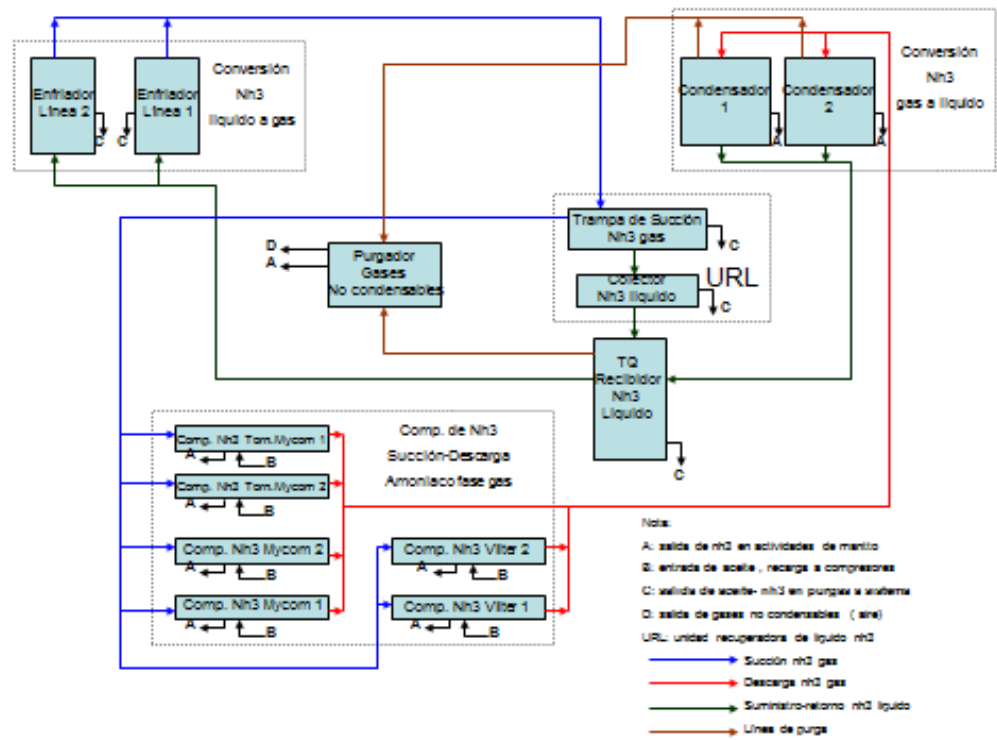 Enfriador
Línea 2
C
Enfriador
Línea 1
C
Conversión
Nh3
líquido a gas
Condensador
1
A
Condensador
2
A
Conversión
Nh3
gas a líquido
Trampa de Succión
Nh3 gas
C
URL
Colector
Nh3 líquido
C
D
A
Purgador
Gases
No condensables
TQ
Recibidor
Nh3
Líquido
C
Comp. de Nh3
Succión-Descarga
Amoniaco fase gas
Comp. Nh3 Torn.Mycom 1
A
B
Comp. Nh3 Torn.Mycom 2
A
B
Comp. Nh3 Mycom 2
A
B
Comp. Nh3 Mycom 1
A
B
Comp. Nh3 Vilter 2
A
B
Comp. Nh3 Vilter 1
A
B
Nota:
A: salida de nh3 en actividades de mantto
B: entrada de aceite , recarga a compresores
C: salida de aceite- nh3 en purgas a sistema
D: salida de gases no condensables ( aire)
URL: unidad recuperadora de líquido nh3
Succión nh3 gas
Descarga nh3 gas
Suministro-retorno nh3 líquido
Línea de purga